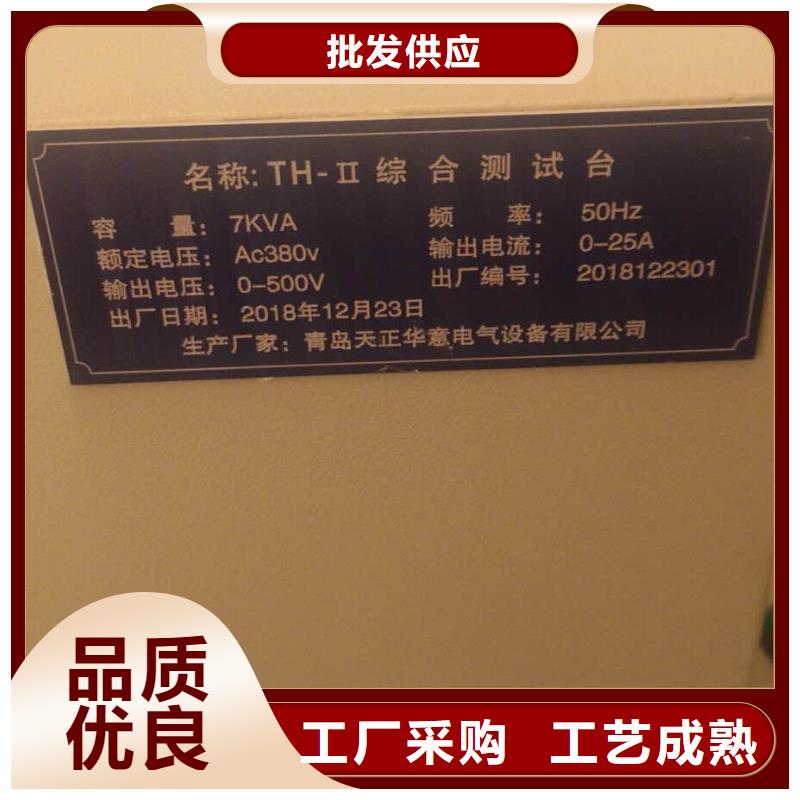 批发供应
名称: TH-II 综合测试台
容量: 7KVA 频率: 50Hz
额定电压: Ac380v 输出电流: 0-25A
输出电压: 0-500V 出厂编号: 2018122301
出厂日期: 2018年12月23日
生产厂家: 青岛天正华意电气设备有限公司
品质
优良
工厂采购 工艺成熟